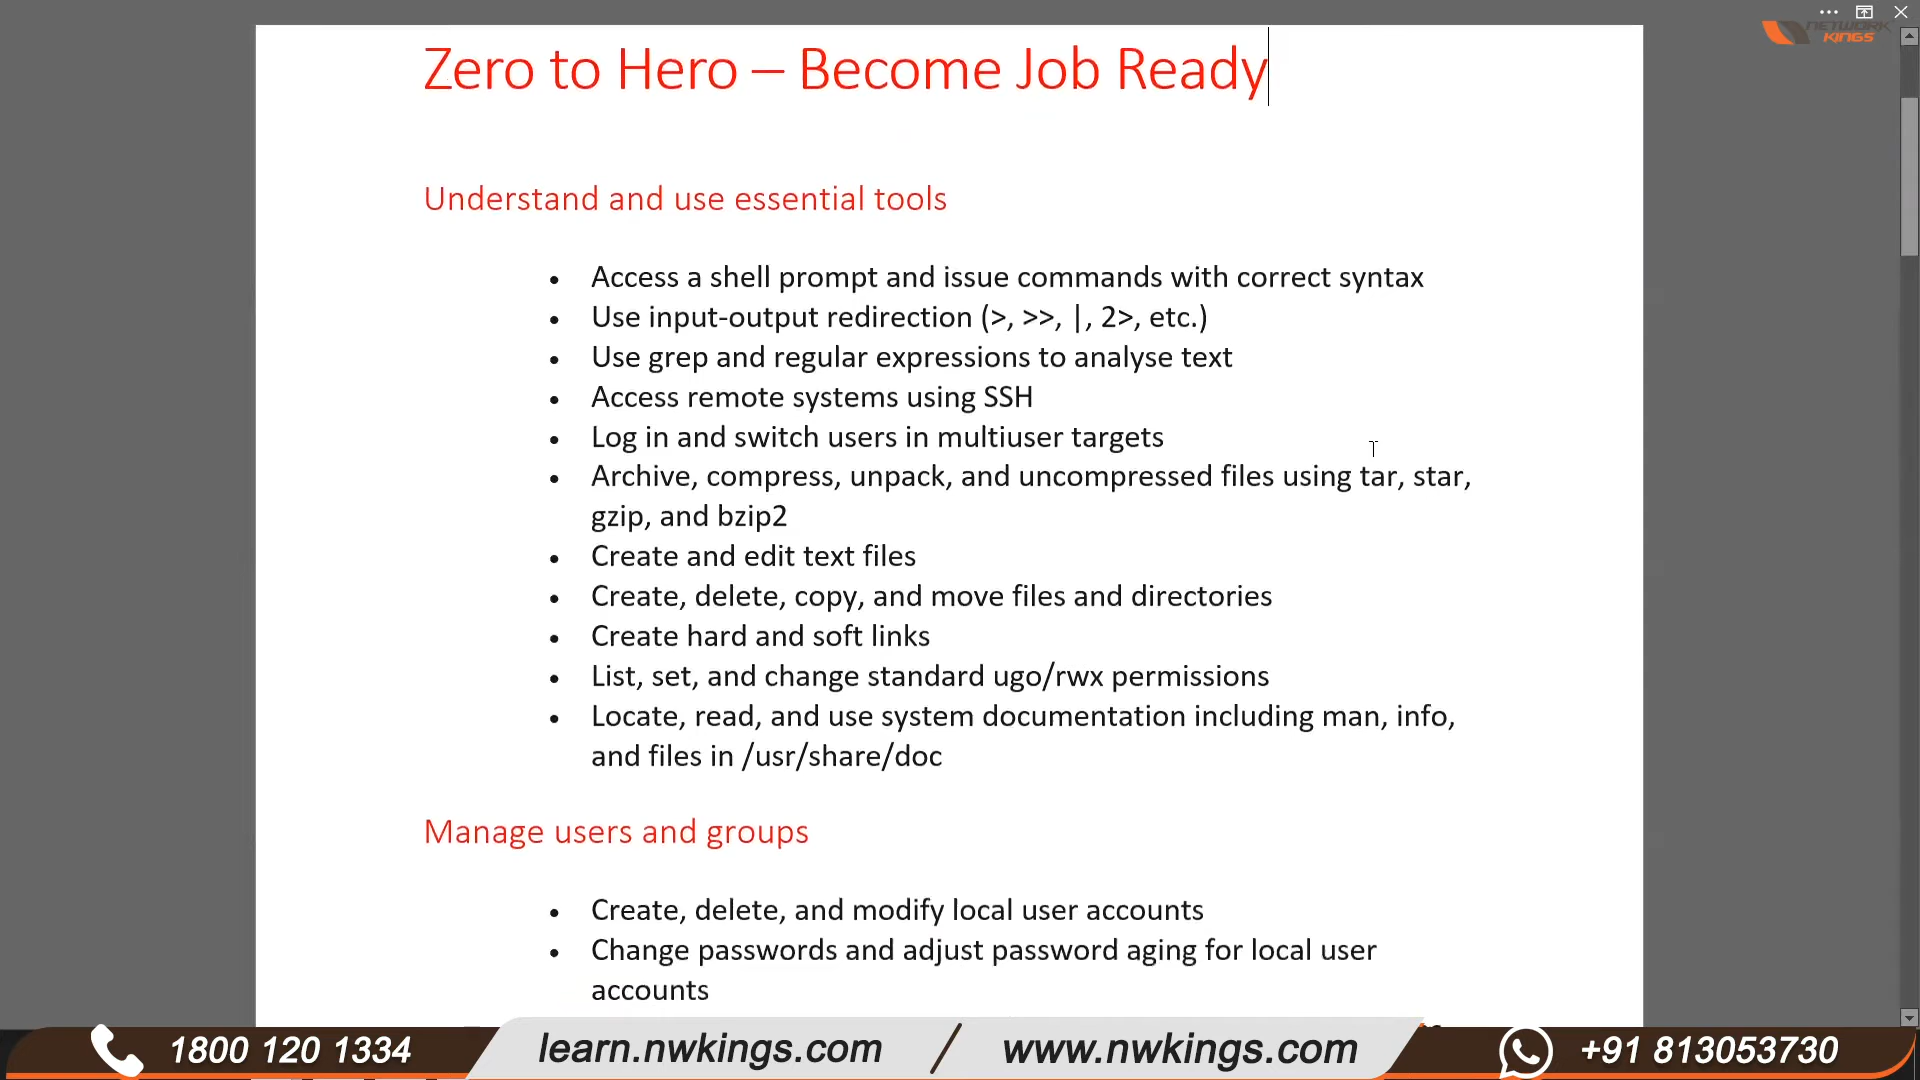 NETWORK
KINGS
Zero to Hero – Become Job Ready
Understand and use essential tools
• Access a shell prompt and issue commands with correct syntax
• Use input-output redirection (>, >>, |, 2>, etc.)
• Use grep and regular expressions to analyse text
• Access remote systems using SSH
• Log in and switch users in multiuser targets
• Archive, compress, unpack, and uncompressed files using tar, star,
gzip, and bzip2
• Create and edit text files
• Create, delete, copy, and move files and directories
• Create hard and soft links
• List, set, and change standard ugo/rwx permissions
• Locate, read, and use system documentation including man, info,
and files in /usr/share/doc
Manage users and groups
• Create, delete, and modify local user accounts
• Change passwords and adjust password aging for local user
accounts
1800 120 1334 learn.nwkings.com / www.nwkings.com +91 813053730